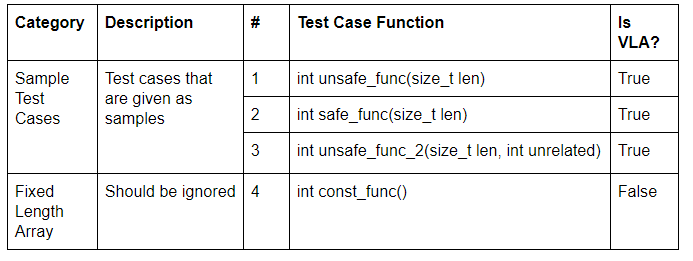 Category Description # Test Case Function Is
VLA?
Sample Test cases that 1 int unsafe_func(size_t len) True
Test are given as
Cases samples 2 int safe_func(size_t len) True
3 int unsafe_func_2(size_t len, int unrelated) True
Fixed Should be ignored 4 int const_func() False
Length
Array